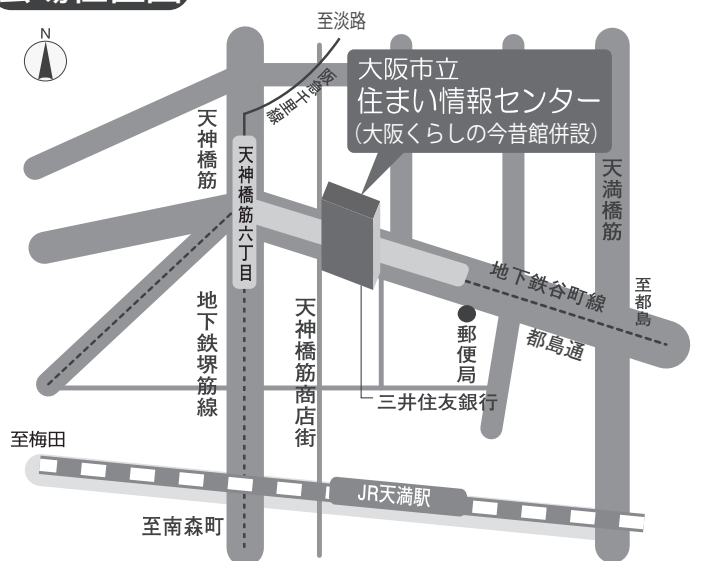 至淡路
N
阪急千里線
大阪市立
住まい情報センター
(大阪くらしの今昔館併設)
天神橋筋
天神橋筋六丁目
天満橋筋
地下鉄谷町線
至都島
都島通
郵便局
地下鉄堺筋線
天神橋筋商店街
三井住友銀行
至梅田
JR天満駅
至南森町